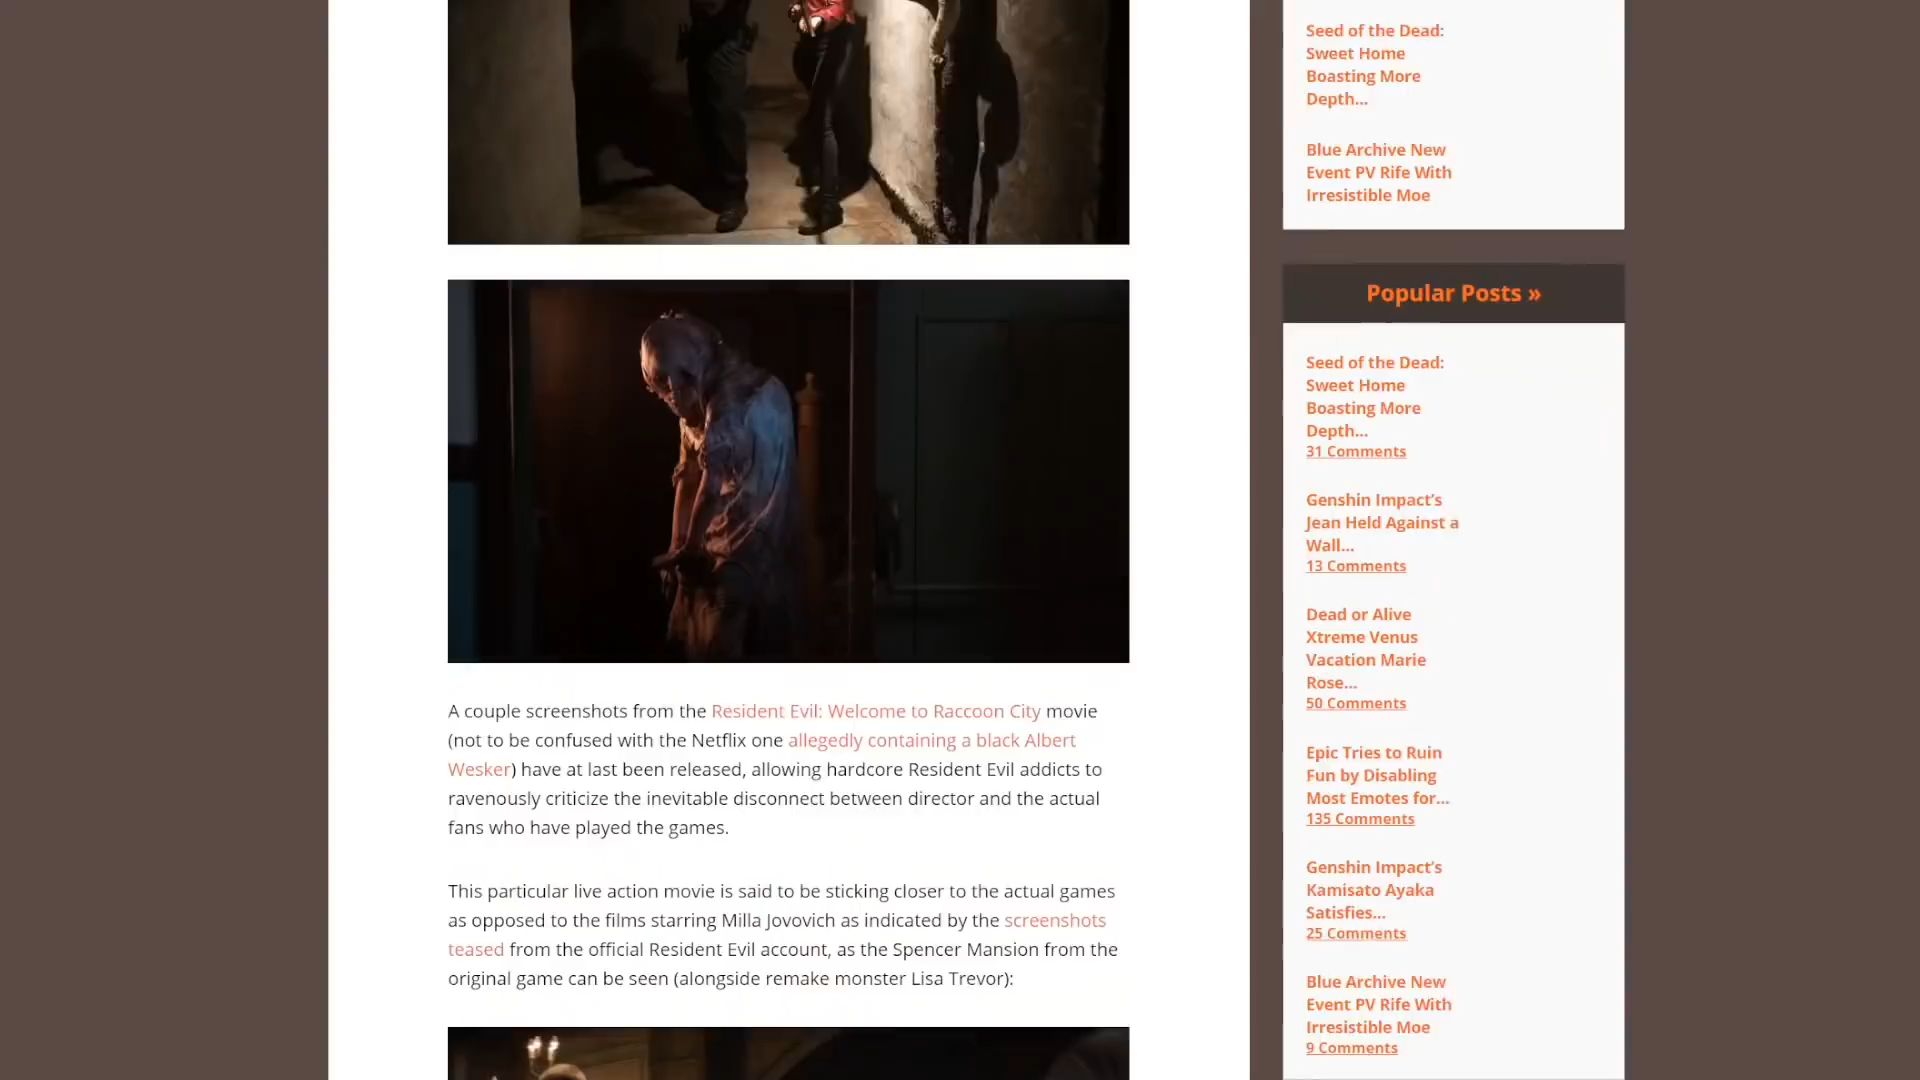 A couple screenshots from the Resident Evil: Welcome to Raccoon City movie
(not to be confused with the Netflix one allegedly containing a black Albert
Wesker) have at last been released, allowing hardcore Resident Evil addicts to
ravenously criticize the inevitable disconnect between director and the actual
fans who have played the games.
This particular live action movie is said to be sticking closer to the actual games
as opposed to the films starring Milla Jovovich as indicated by the screenshots
teased from the official Resident Evil account, as the Spencer Mansion from the
original game can be seen (alongside remake monster Lisa Trevor):
Seed of the Dead:
Sweet Home
Boasting More
Depth...
Blue Archive New
Event PV Rife With
Irresistible Moe
Popular Posts »
Seed of the Dead:
Sweet Home
Boasting More
Depth...
31 Comments
Genshin Impact's
Jean Held Against a
Wall...
13 Comments
Dead or Alive
Xtreme Venus
Vacation Marie
Rose...
50 Comments
Epic Tries to Ruin
Fun by Disabling
Most Emotes for...
135 Comments
Genshin Impact's
Kamisato Ayaka
Satisfies...
25 Comments
Blue Archive New
Event PV Rife With
Irresistible Moe
9 Comments